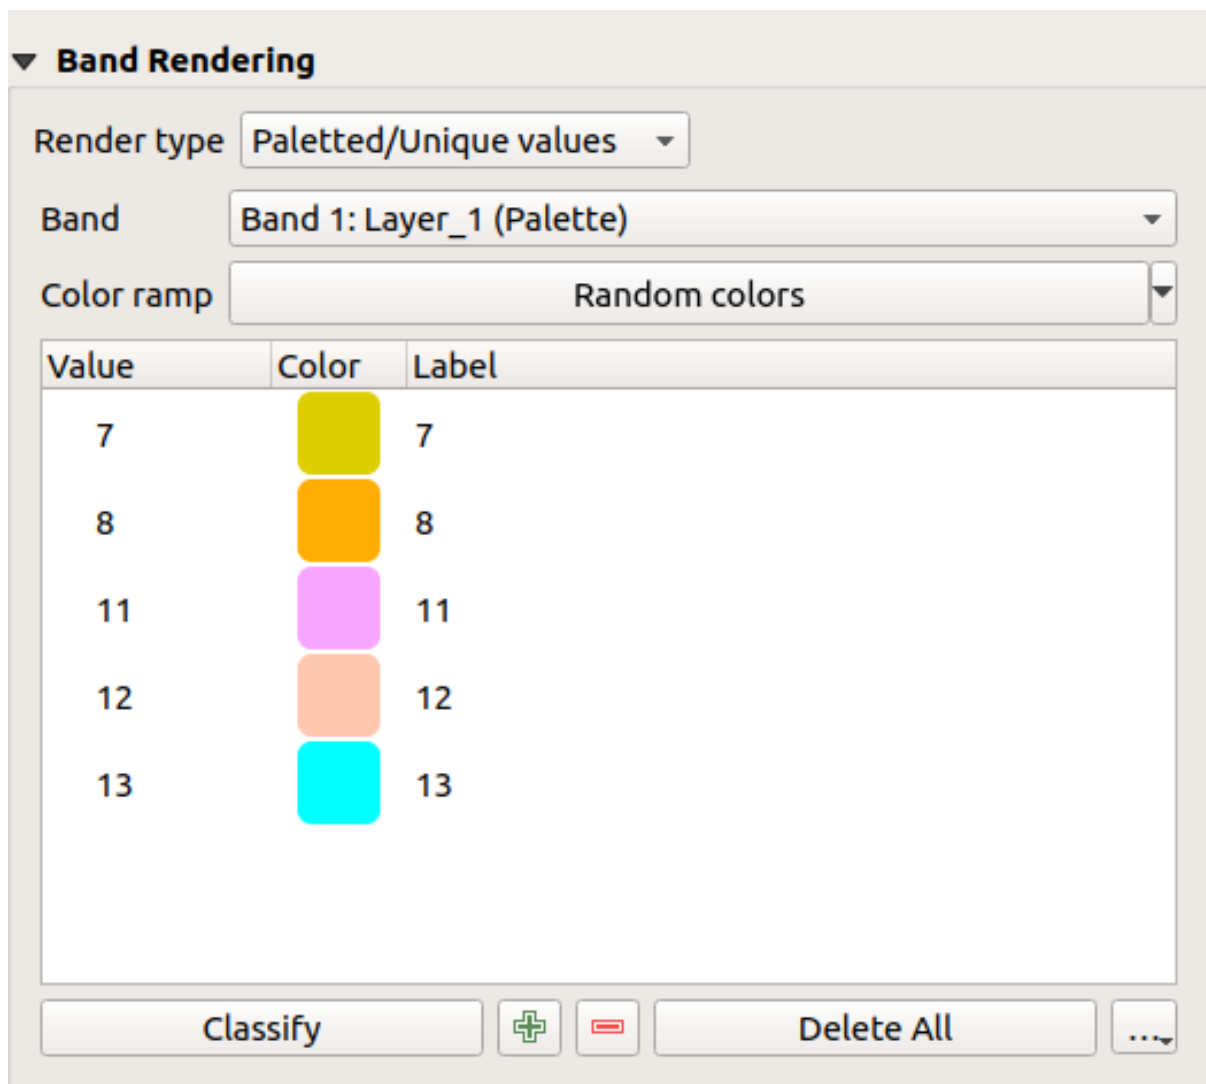 Band Rendering
Render type Paletted/Unique values
Band Band 1: Layer_1 (Palette)
Color ramp Random colors
Value Color Label
7 7
8 8
11 11
12 12
13 13
Classify Delete All ...